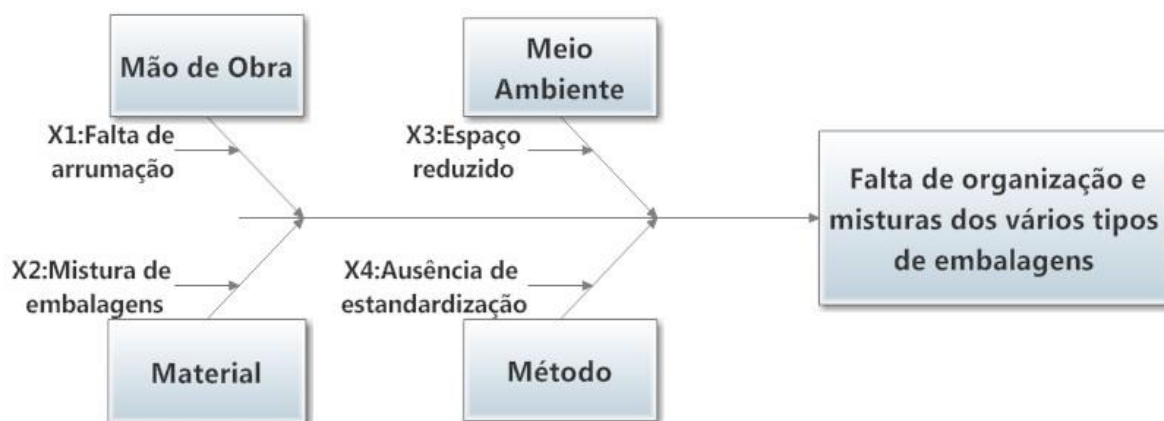 Mão de Obra
Meio
Ambiente
X1:Falta de
arrumação
X3:Espaço
reduzido
Falta de organização e
misturas dos vários tipos
de embalagens
X2:Mistura de
embalagens
X4:Ausência de
estandardização
Material
Método